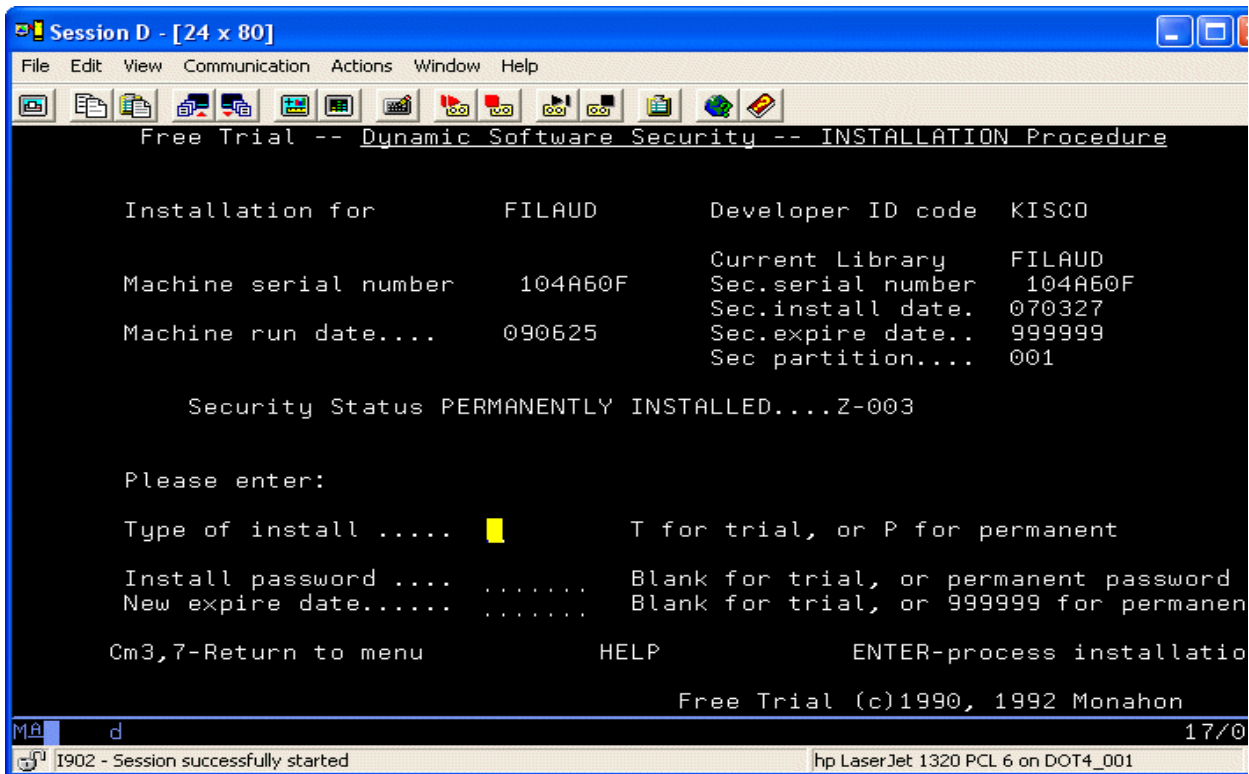 Session D - [24 x 80]
File Edit View Communication Actions Window Help
Free Trial -- Dynamic Software Security -- INSTALLATION Procedure
Installation for FILAUD Developer ID code KISCO
Current Library FILAUD
Machine serial number 104A60F Sec.serial number 104A60F
Sec.install date. 070327
Machine run date.... 090625 Sec.expire date.. 999999
Sec partition.... 001
Security Status PERMANENTLY INSTALLED....Z-003
Please enter:
Type of install ..... T for trial, or P for permanent
Install password .... ....... Blank for trial, or permanent password
New expire date...... ....... Blank for trial, or 999999 for permanen
Cm3,7-Return to menu HELP ENTER-process installatio
Free Trial (c)1990, 1992 Monahon
MA d 17/0
I902 - Session successfully started hp LaserJet 1320 PCL 6 on DOT4_001